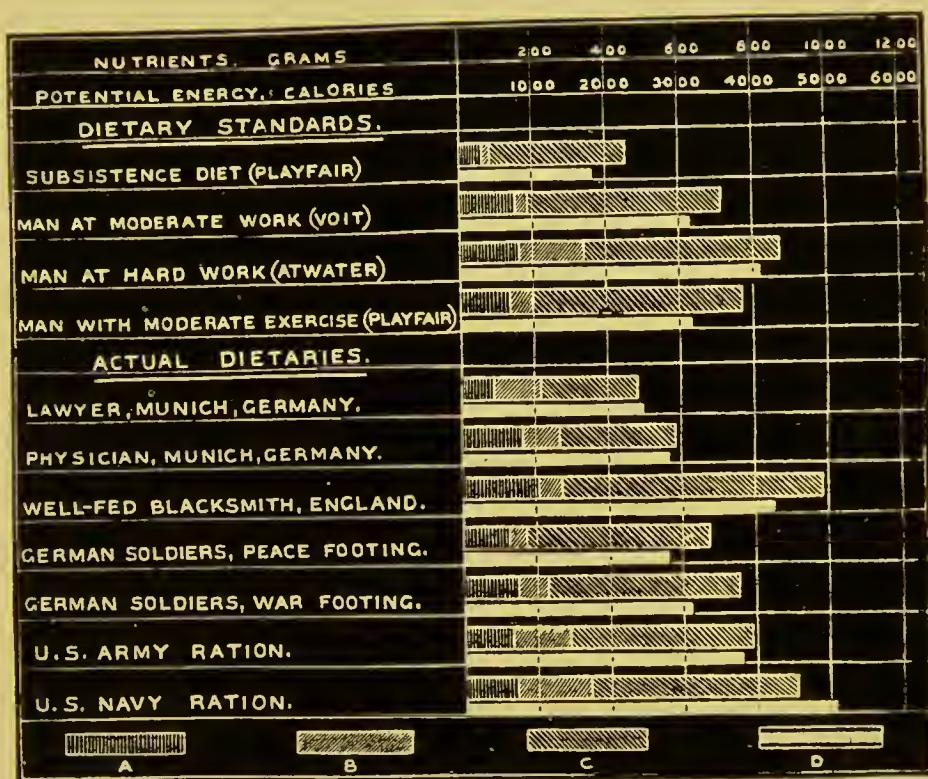 NUTRIENTS. GRAMS 200 400 600 800 1000 1200
POTENTIAL ENERGY, CALORIES 1000 2000 3000 4000 5000 6000
DIETARY STANDARDS.
SUBSISTENCE DIET (PLAYFAIR)
MAN AT MODERATE WORK (VOIT)
MAN AT HARD WORK (ATWATER)
MAN WITH MODERATE EXERCISE (PLAYFAIR)
ACTUAL DIETARIES.
LAWYER, MUNICH, GERMANY.
PHYSICIAN, MUNICH, GERMANY.
WELL-FED BLACKSMITH, ENGLAND.
GERMAN SOLDIERS, PEACE FOOTING.
GERMAN SOLDIERS, WAR FOOTING.
U.S. ARMY RATION.
U.S. NAVY RATION.
A B C D